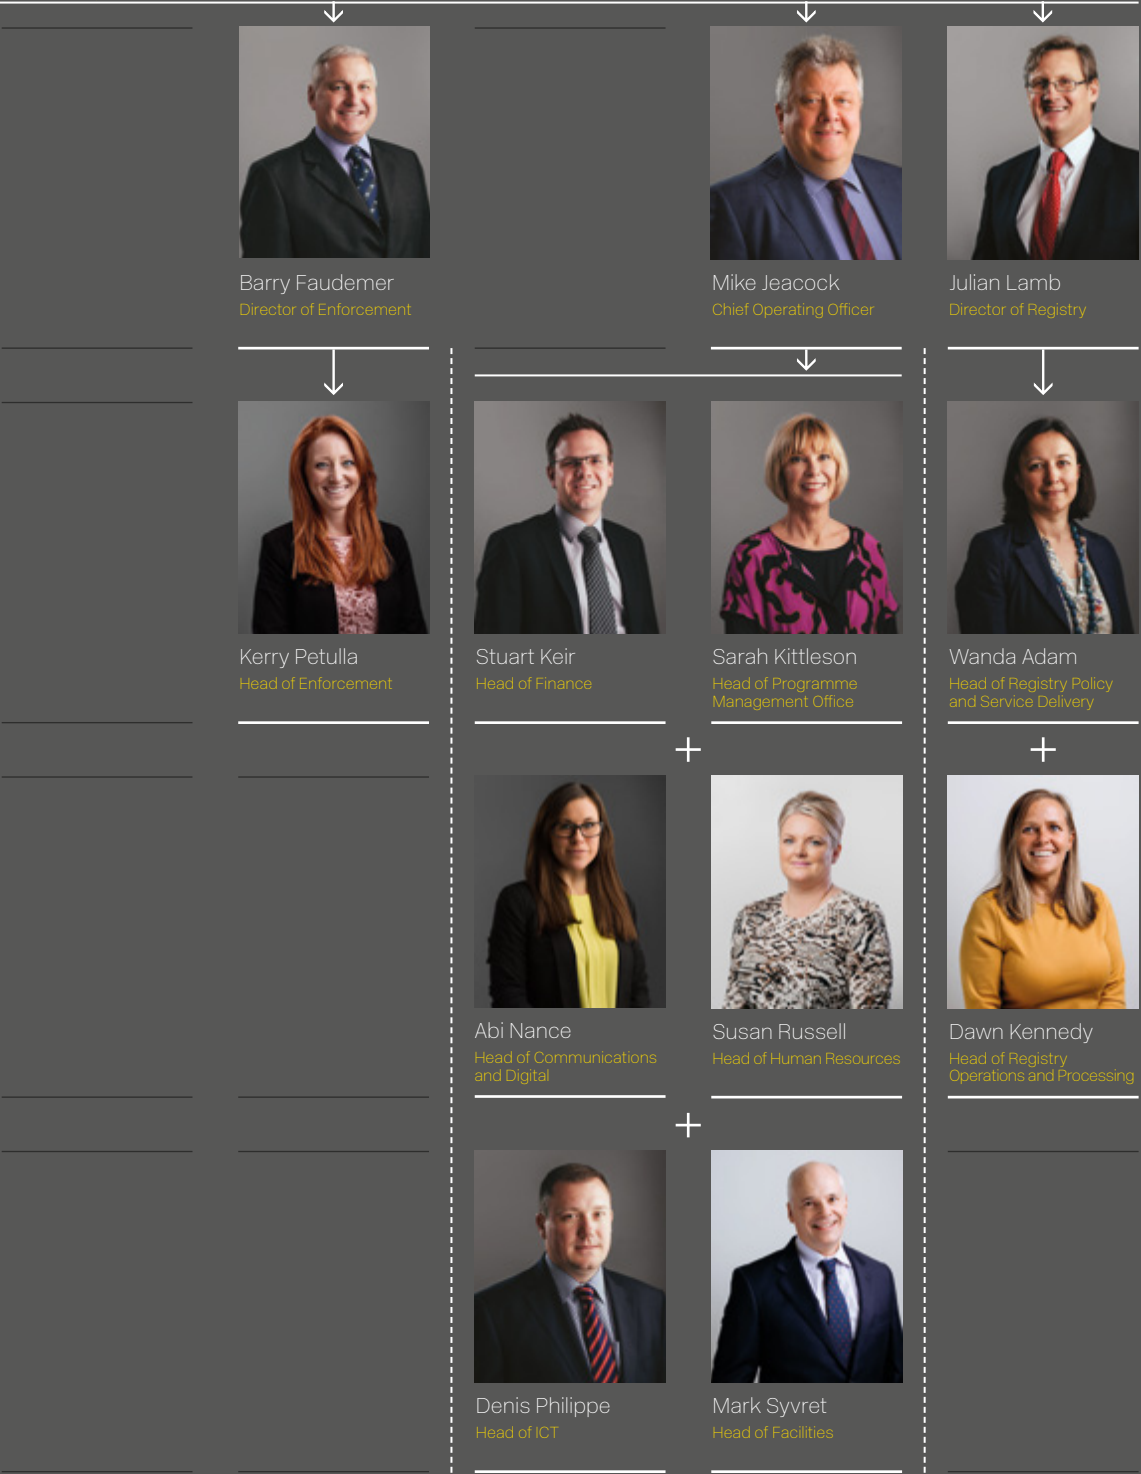 Barry Faudemer
Director of Enforcement
Mike Jeacock
Chief Operating Officer
Julian Lamb
Director of Registry
Kerry Petulla
Head of Enforcement
Stuart Keir
Head of Finance
Sarah Kittleson
Head of Programme
Management Office
Wanda Adam
Head of Registry Policy
and Service Delivery
Abi Nance
Head of Communications
and Digital
Susan Russell
Head of Human Resources
Dawn Kennedy
Head of Registry
Operations and Processing
Denis Philippe
Head of ICT
Mark Syvret
Head of Facilities